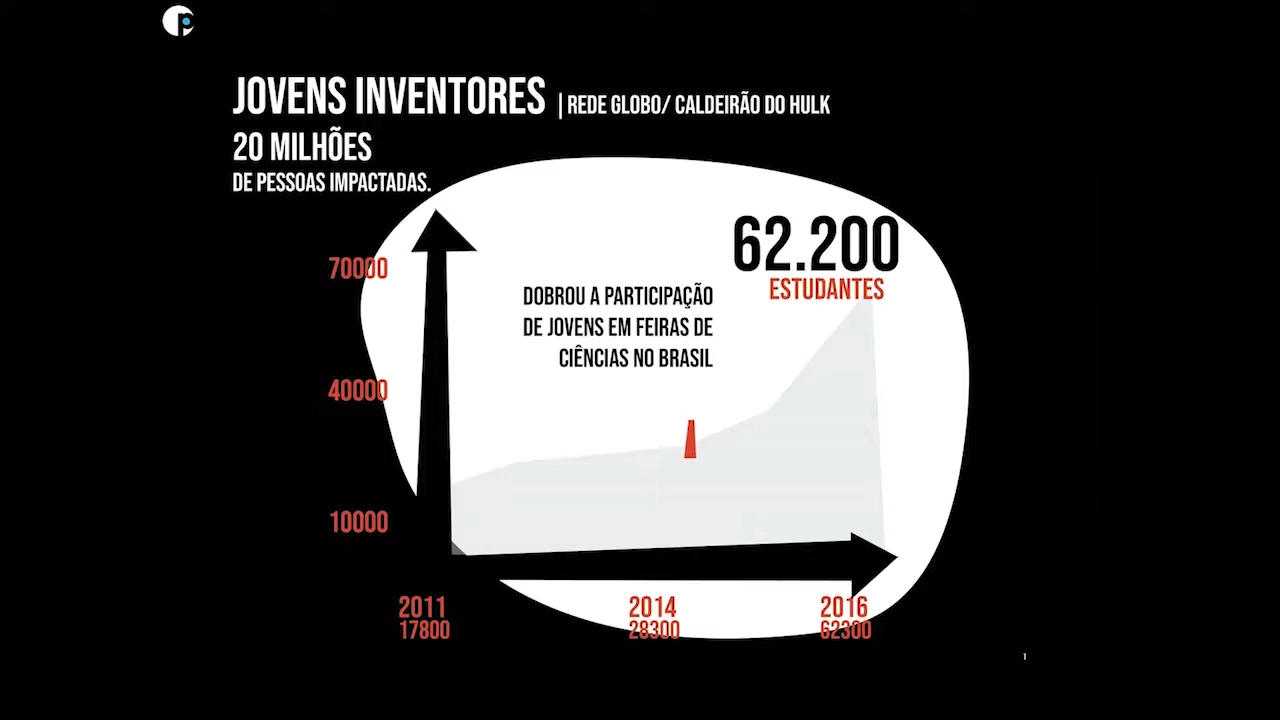 JOVENS INVENTORES | REDE GLOBO/ CALDEIRÃO DO HULK
20 MILHÕES
DE PESSOAS IMPACTADAS.
62.200
ESTUDANTES
DOBROU A PARTICIPAÇÃO
DE JOVENS EM FEIRAS DE
CIÊNCIAS NO BRASIL
70000
40000
10000
2011
17800
2014
28300
2016
62300
1